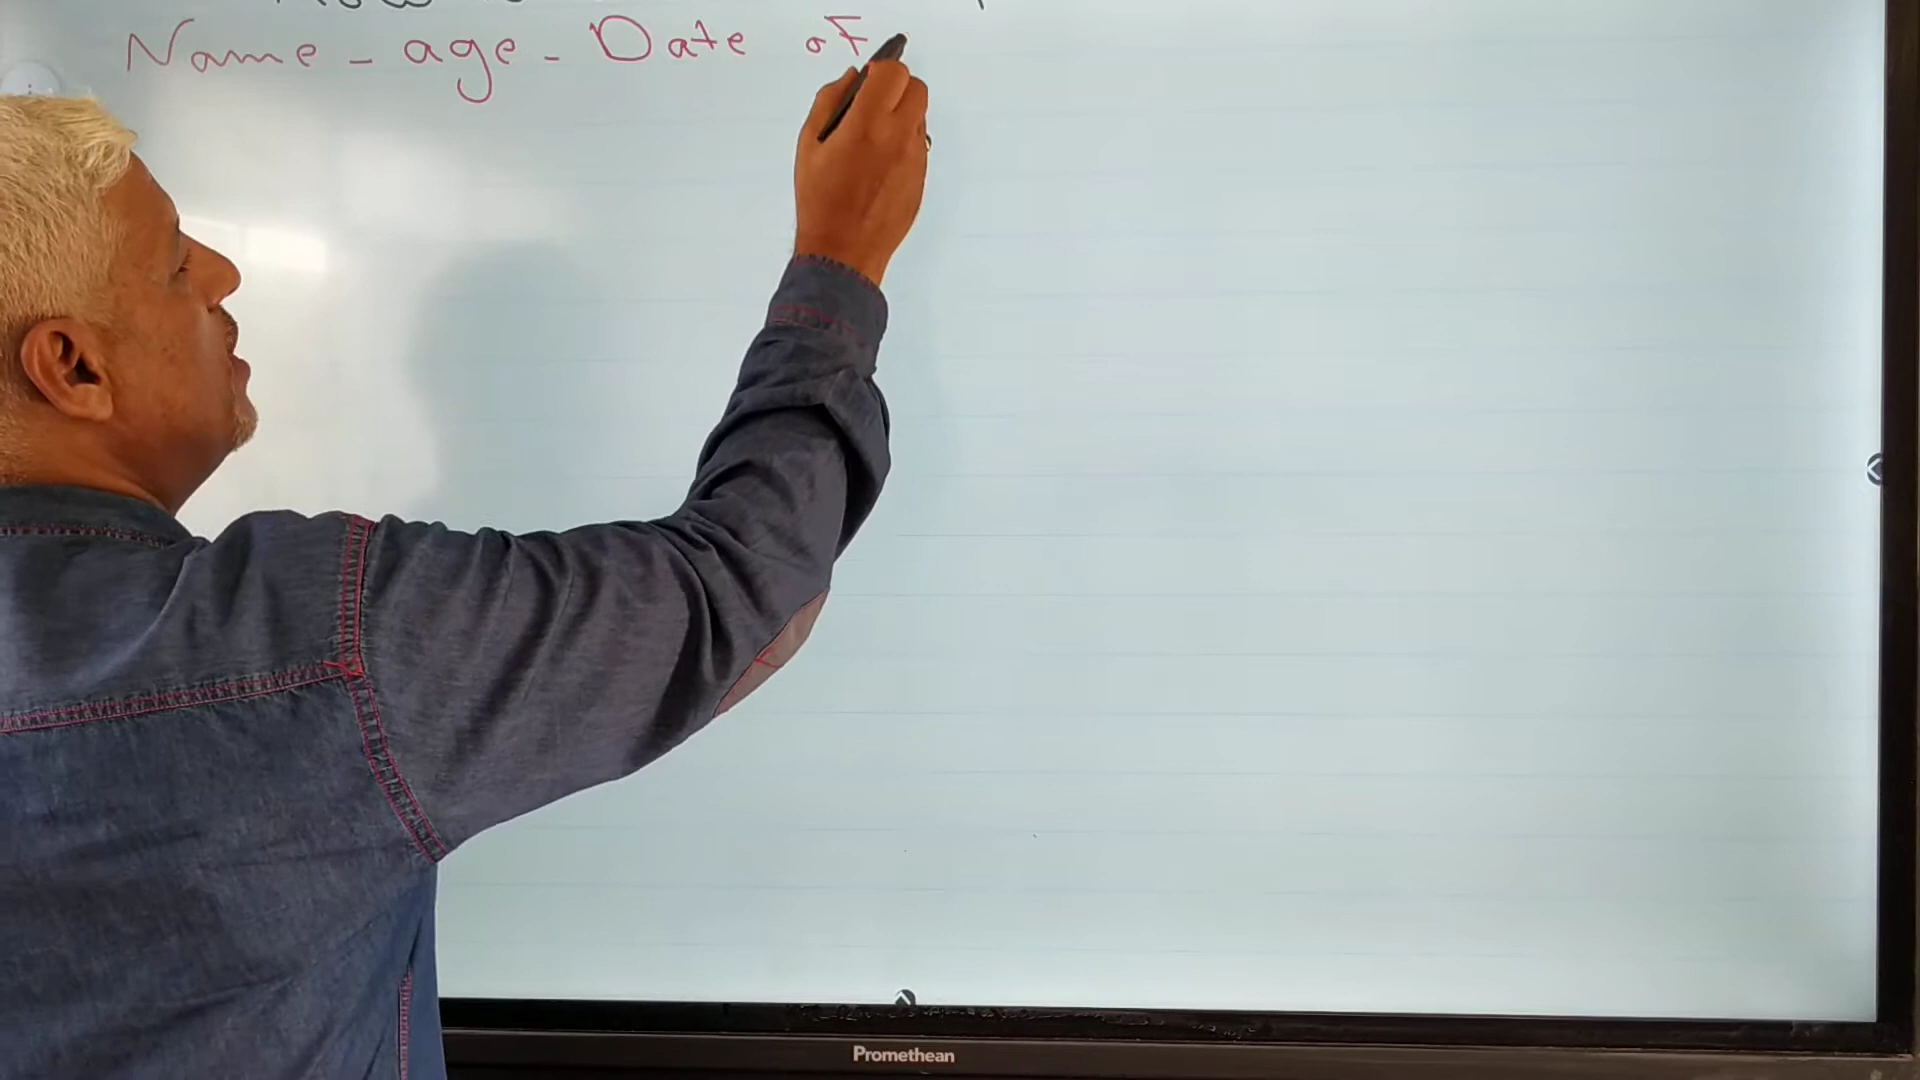 Name - age - Date of
Promethean